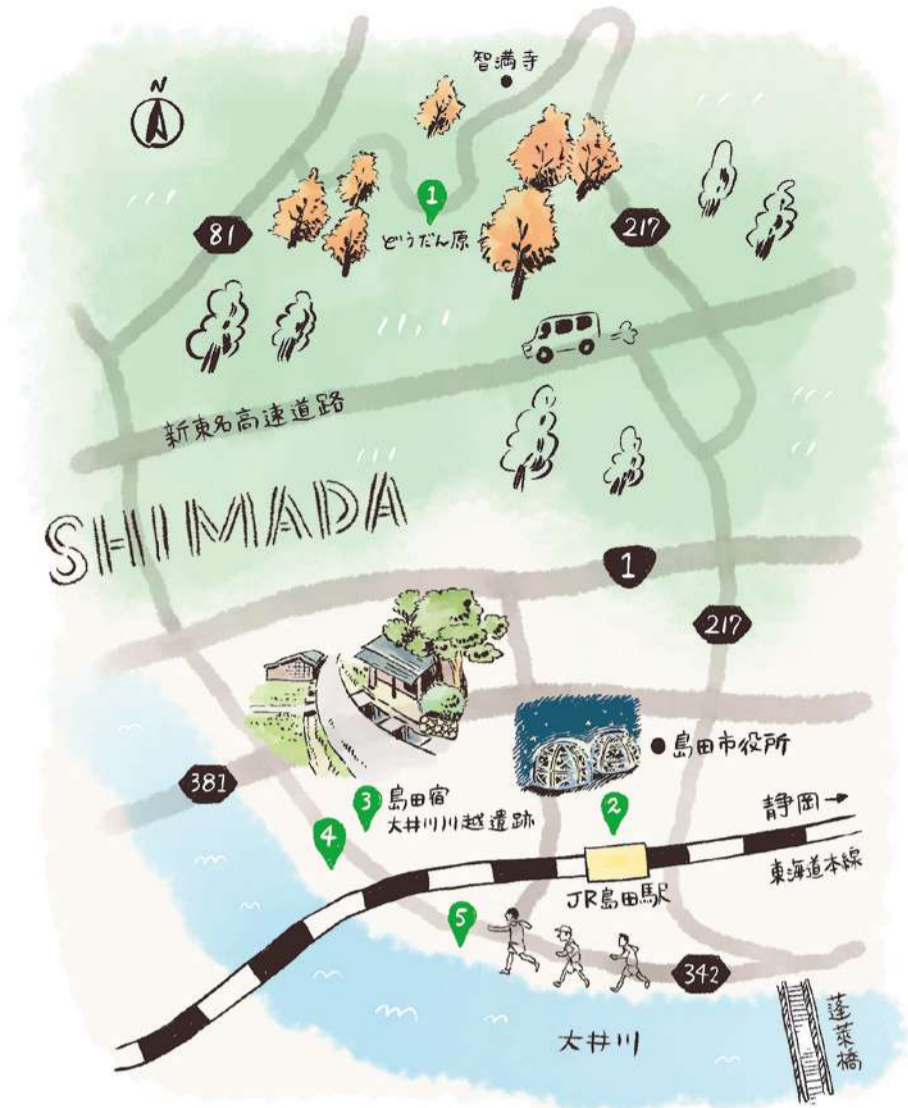 N
智満寺
1
どうだん原
81
217
新東名高速道路
SHIMADA
1
217
島田市役所
381
3
島田宿
大井川川越遺跡
2
静岡→
4
東海道本線
JR島田駅
5
342
大井川
蓬莱橋